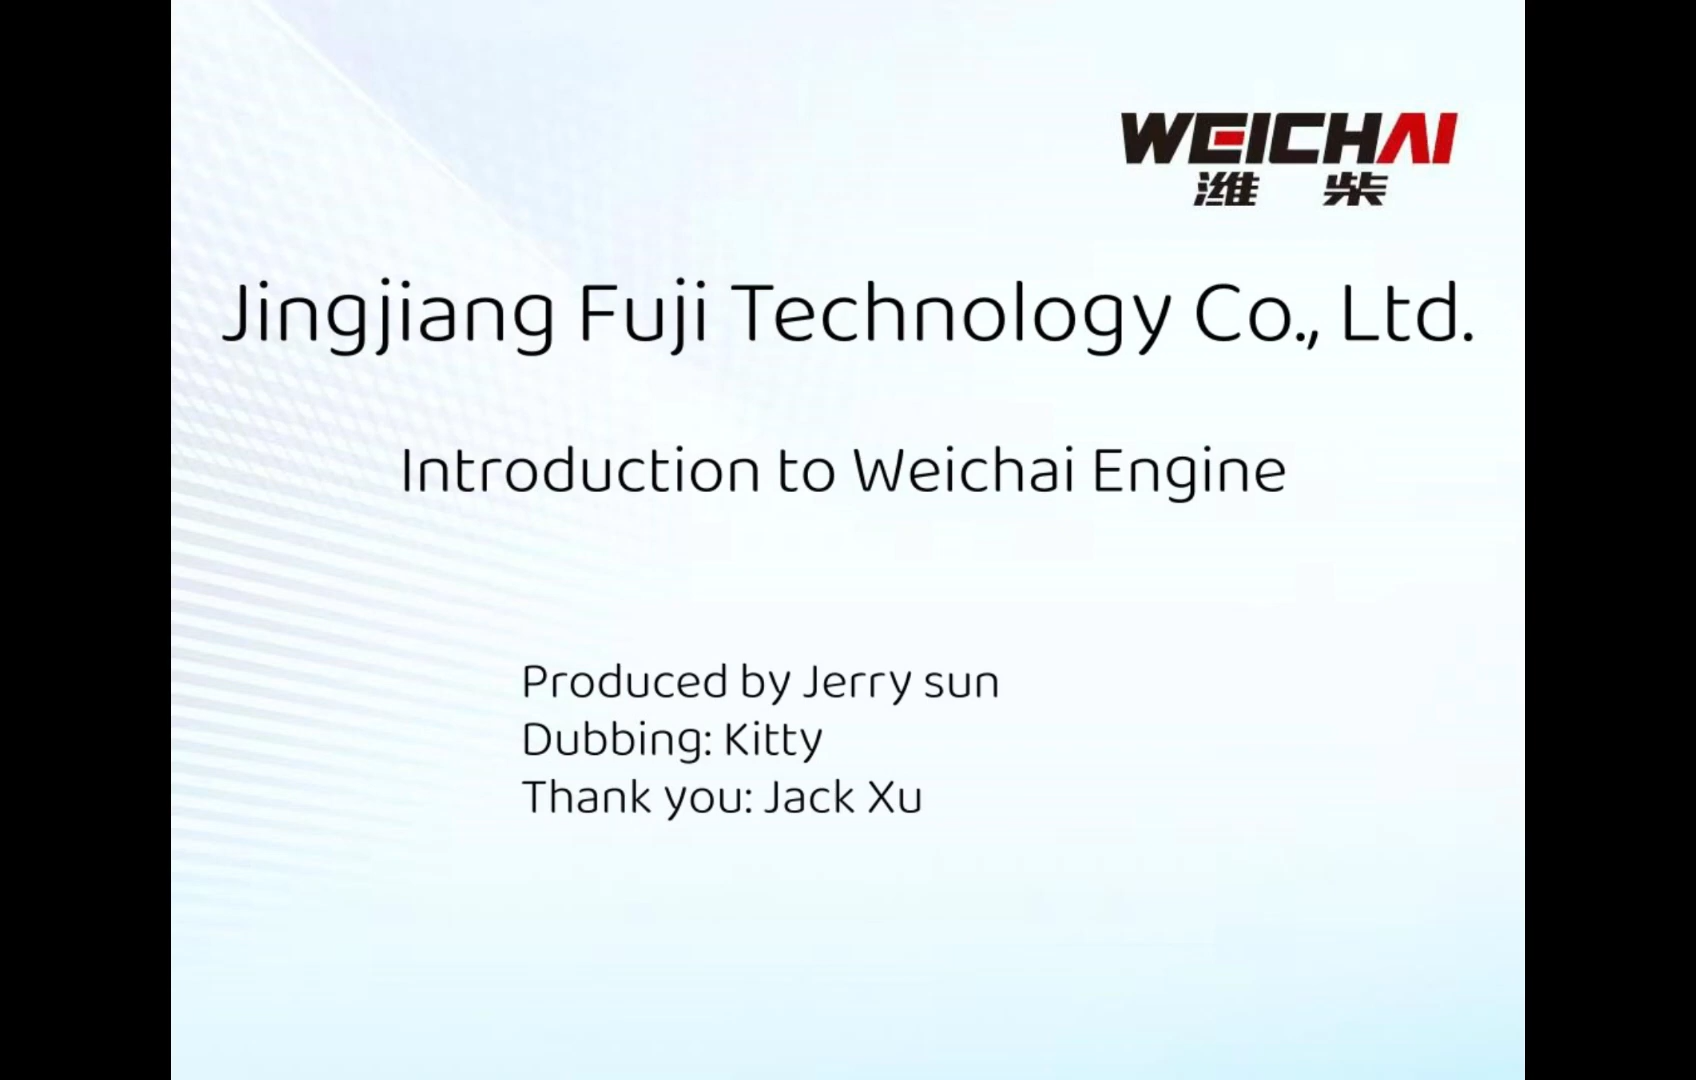 WEICHAI
潍柴
Jingjiang Fuji Technology Co., Ltd.
Introduction to Weichai Engine
Produced by Jerry sun
Dubbing: Kitty
Thank you: Jack Xu